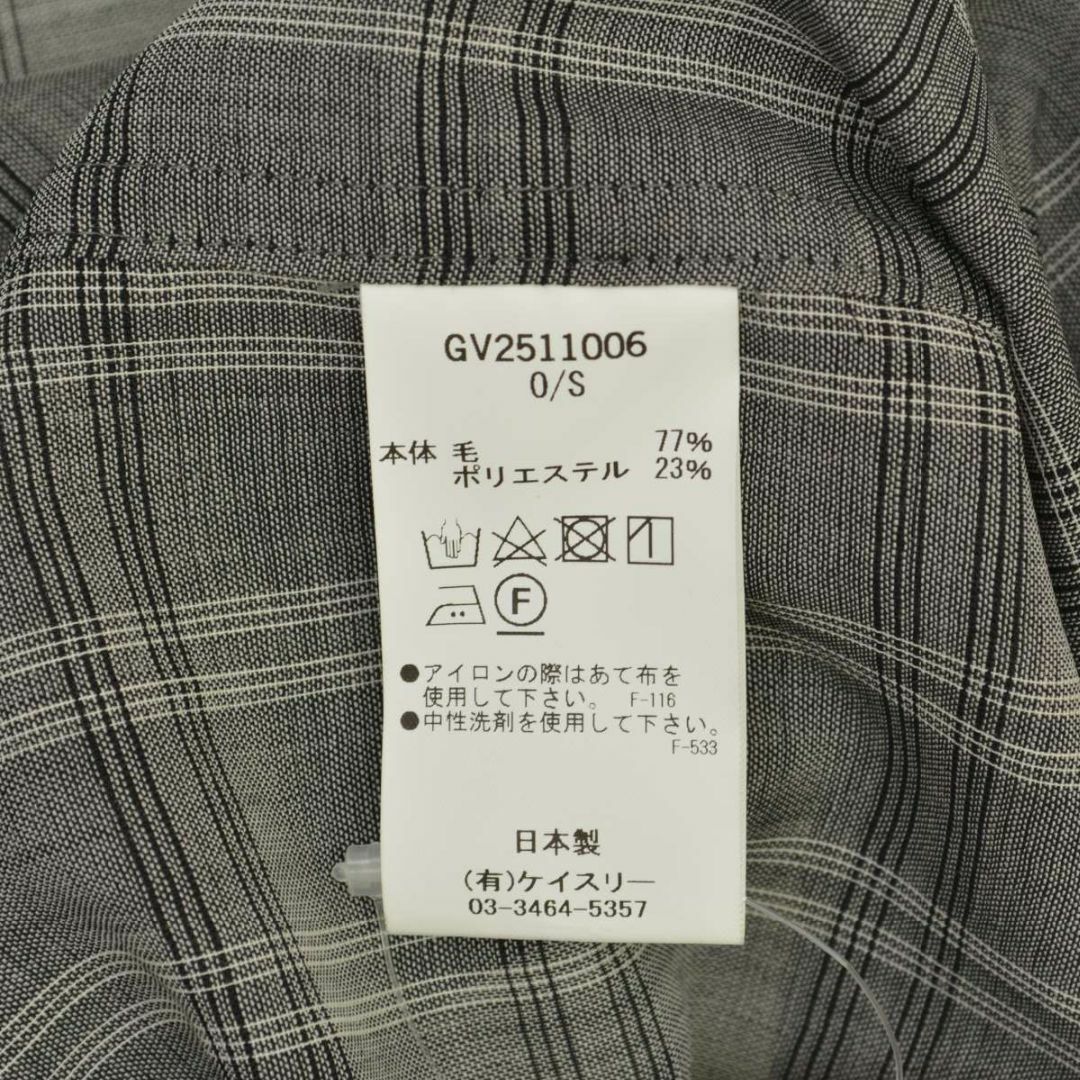 GV2511006
0/S
本体 毛 77%
ポリエステル 23%
F
●アイロンの際はあて布を
使用して下さい。 F-116
●中性洗剤を使用して下さい。
F-533
日本製
(有)ケイスリー
03-3464-5357